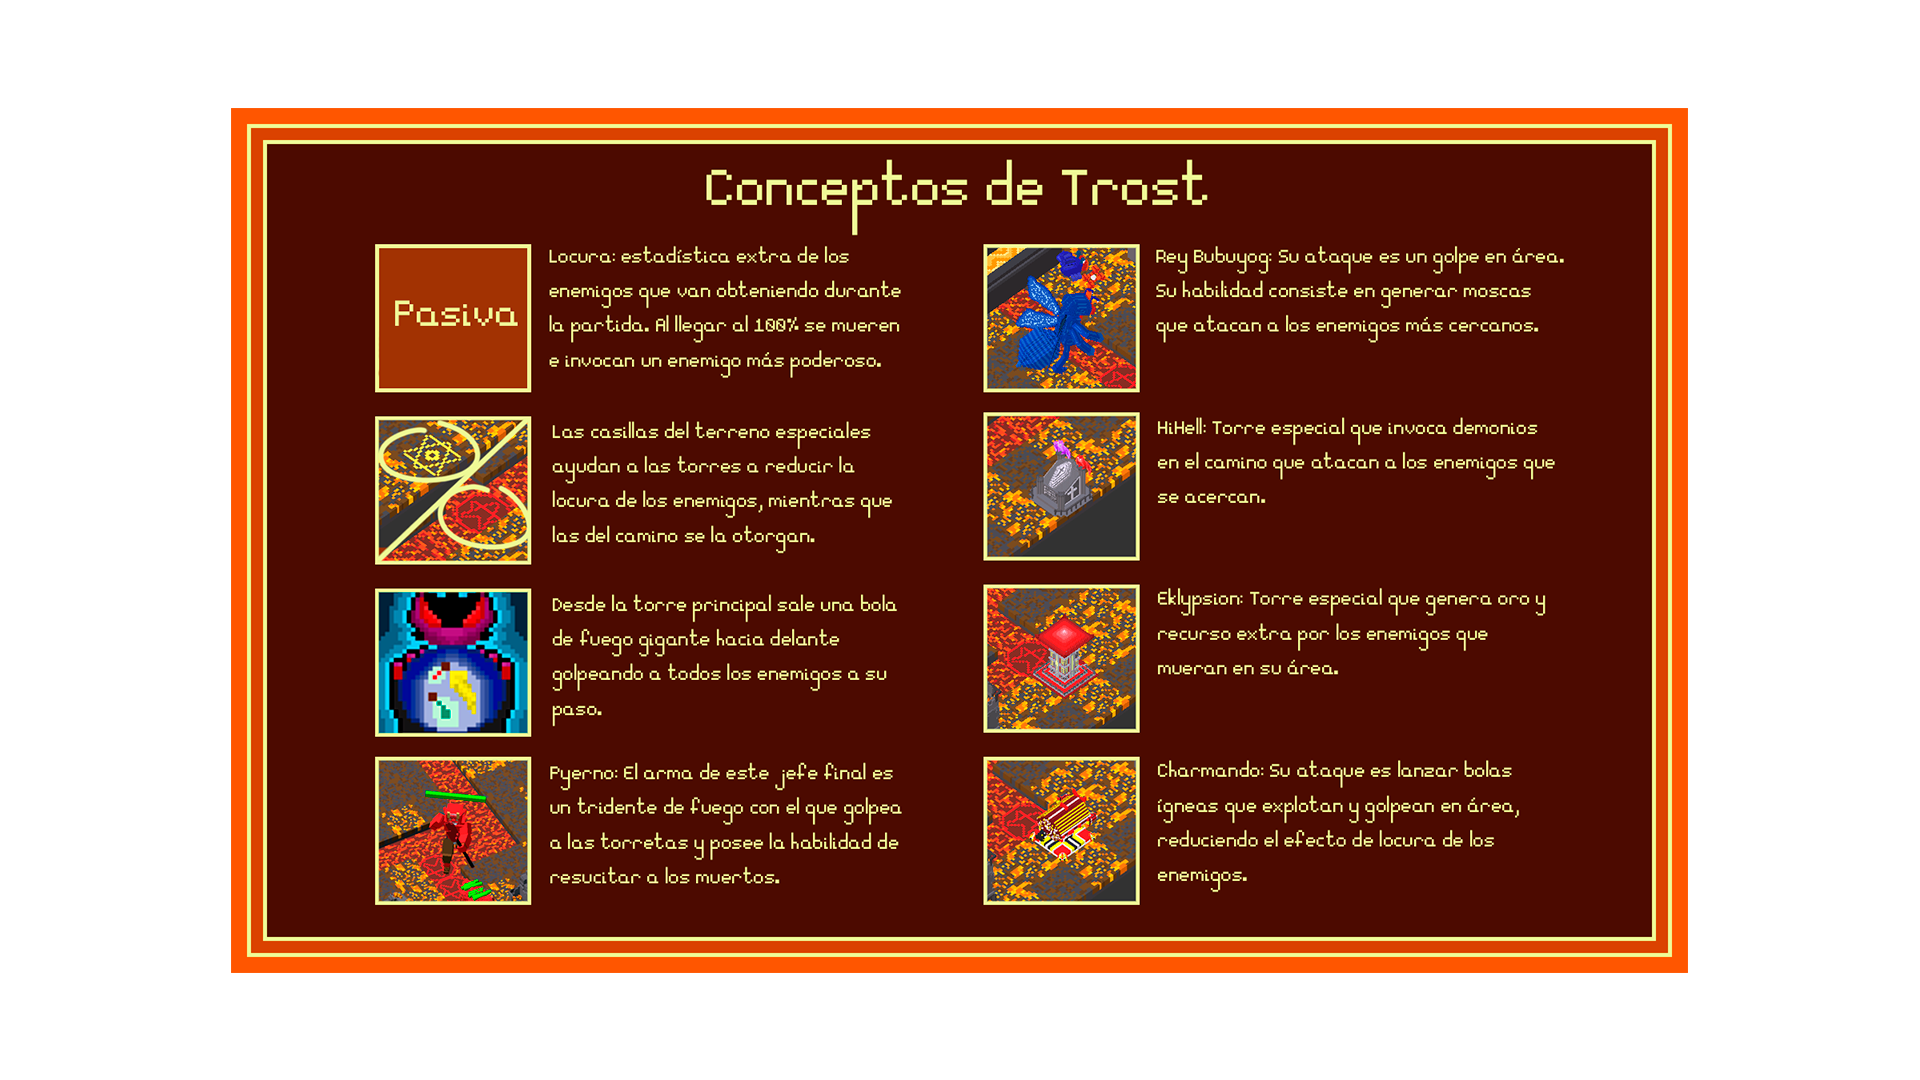 Conceptos de Trost
Pasiva
Locura: estadística extra de los
enemigos que van obteniendo durante
la partida. Al llegar al 100% se mueren
e invocan un enemigo más poderoso.
Las casillas del terreno especiales
ayudan a las torres a reducir la
locura de los enemigos, mientras que
las del camino se la otorgan.
Desde la torre principal sale una bola
de fuego gigante hacia delante
golpeando a todos los enemigos a su
paso.
Pyerno: El arma de este jefe final es
un tridente de fuego con el que golpea
a las torretas y posee la habilidad de
resucitar a los muertos.
Rey Bubuyog: Su ataque es un golpe en área.
Su habilidad consiste en generar moscas
que atacan a los enemigos más cercanos.
HiHell: Torre especial que invoca demonios
en el camino que atacan a los enemigos que
se acercan.
Eklypsion: Torre especial que genera oro y
recurso extra por los enemigos que
mueran en su área.
Charmando: Su ataque es lanzar bolas
ígneas que explotan y golpean en área,
reduciendo el efecto de locura de los
enemigos.